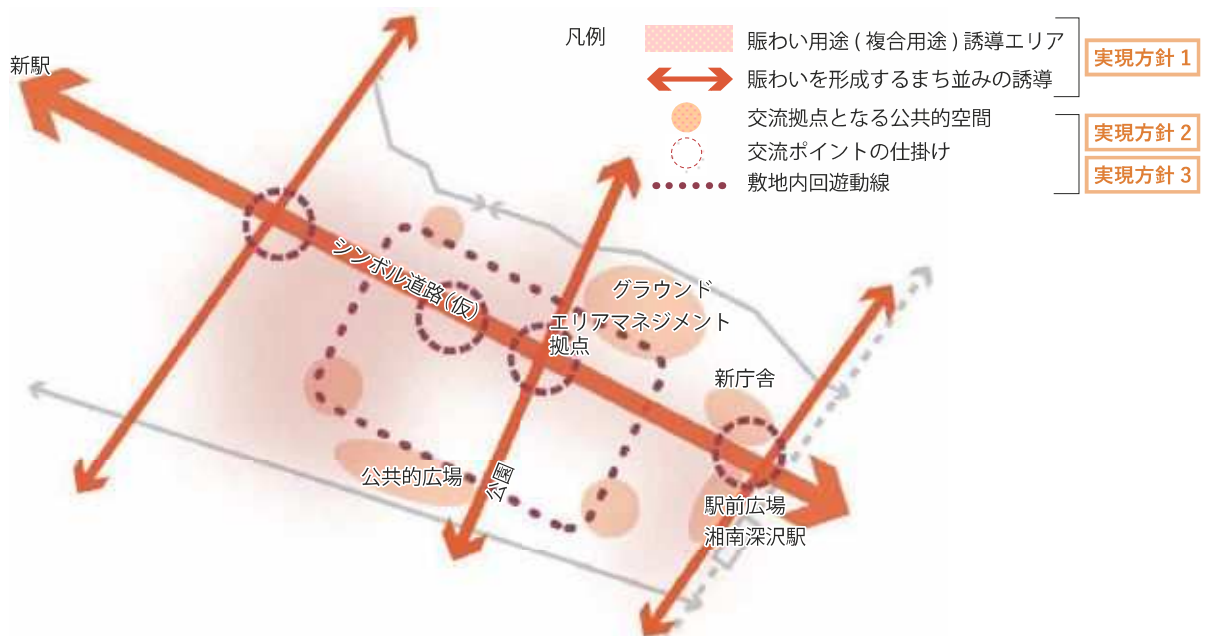 凡例
賑わい用途(複合用途)誘導エリア
賑わいを形成するまち並みの誘導
交流拠点となる公共的空間
交流ポイントの仕掛け
敷地内回遊動線
実現方針1
実現方針2
実現方針3
新駅
シンボル道路(仮)
グラウンド
エリアマネジメント
拠点
新庁舎
公共的広場
公園
駅前広場
湘南深沢駅